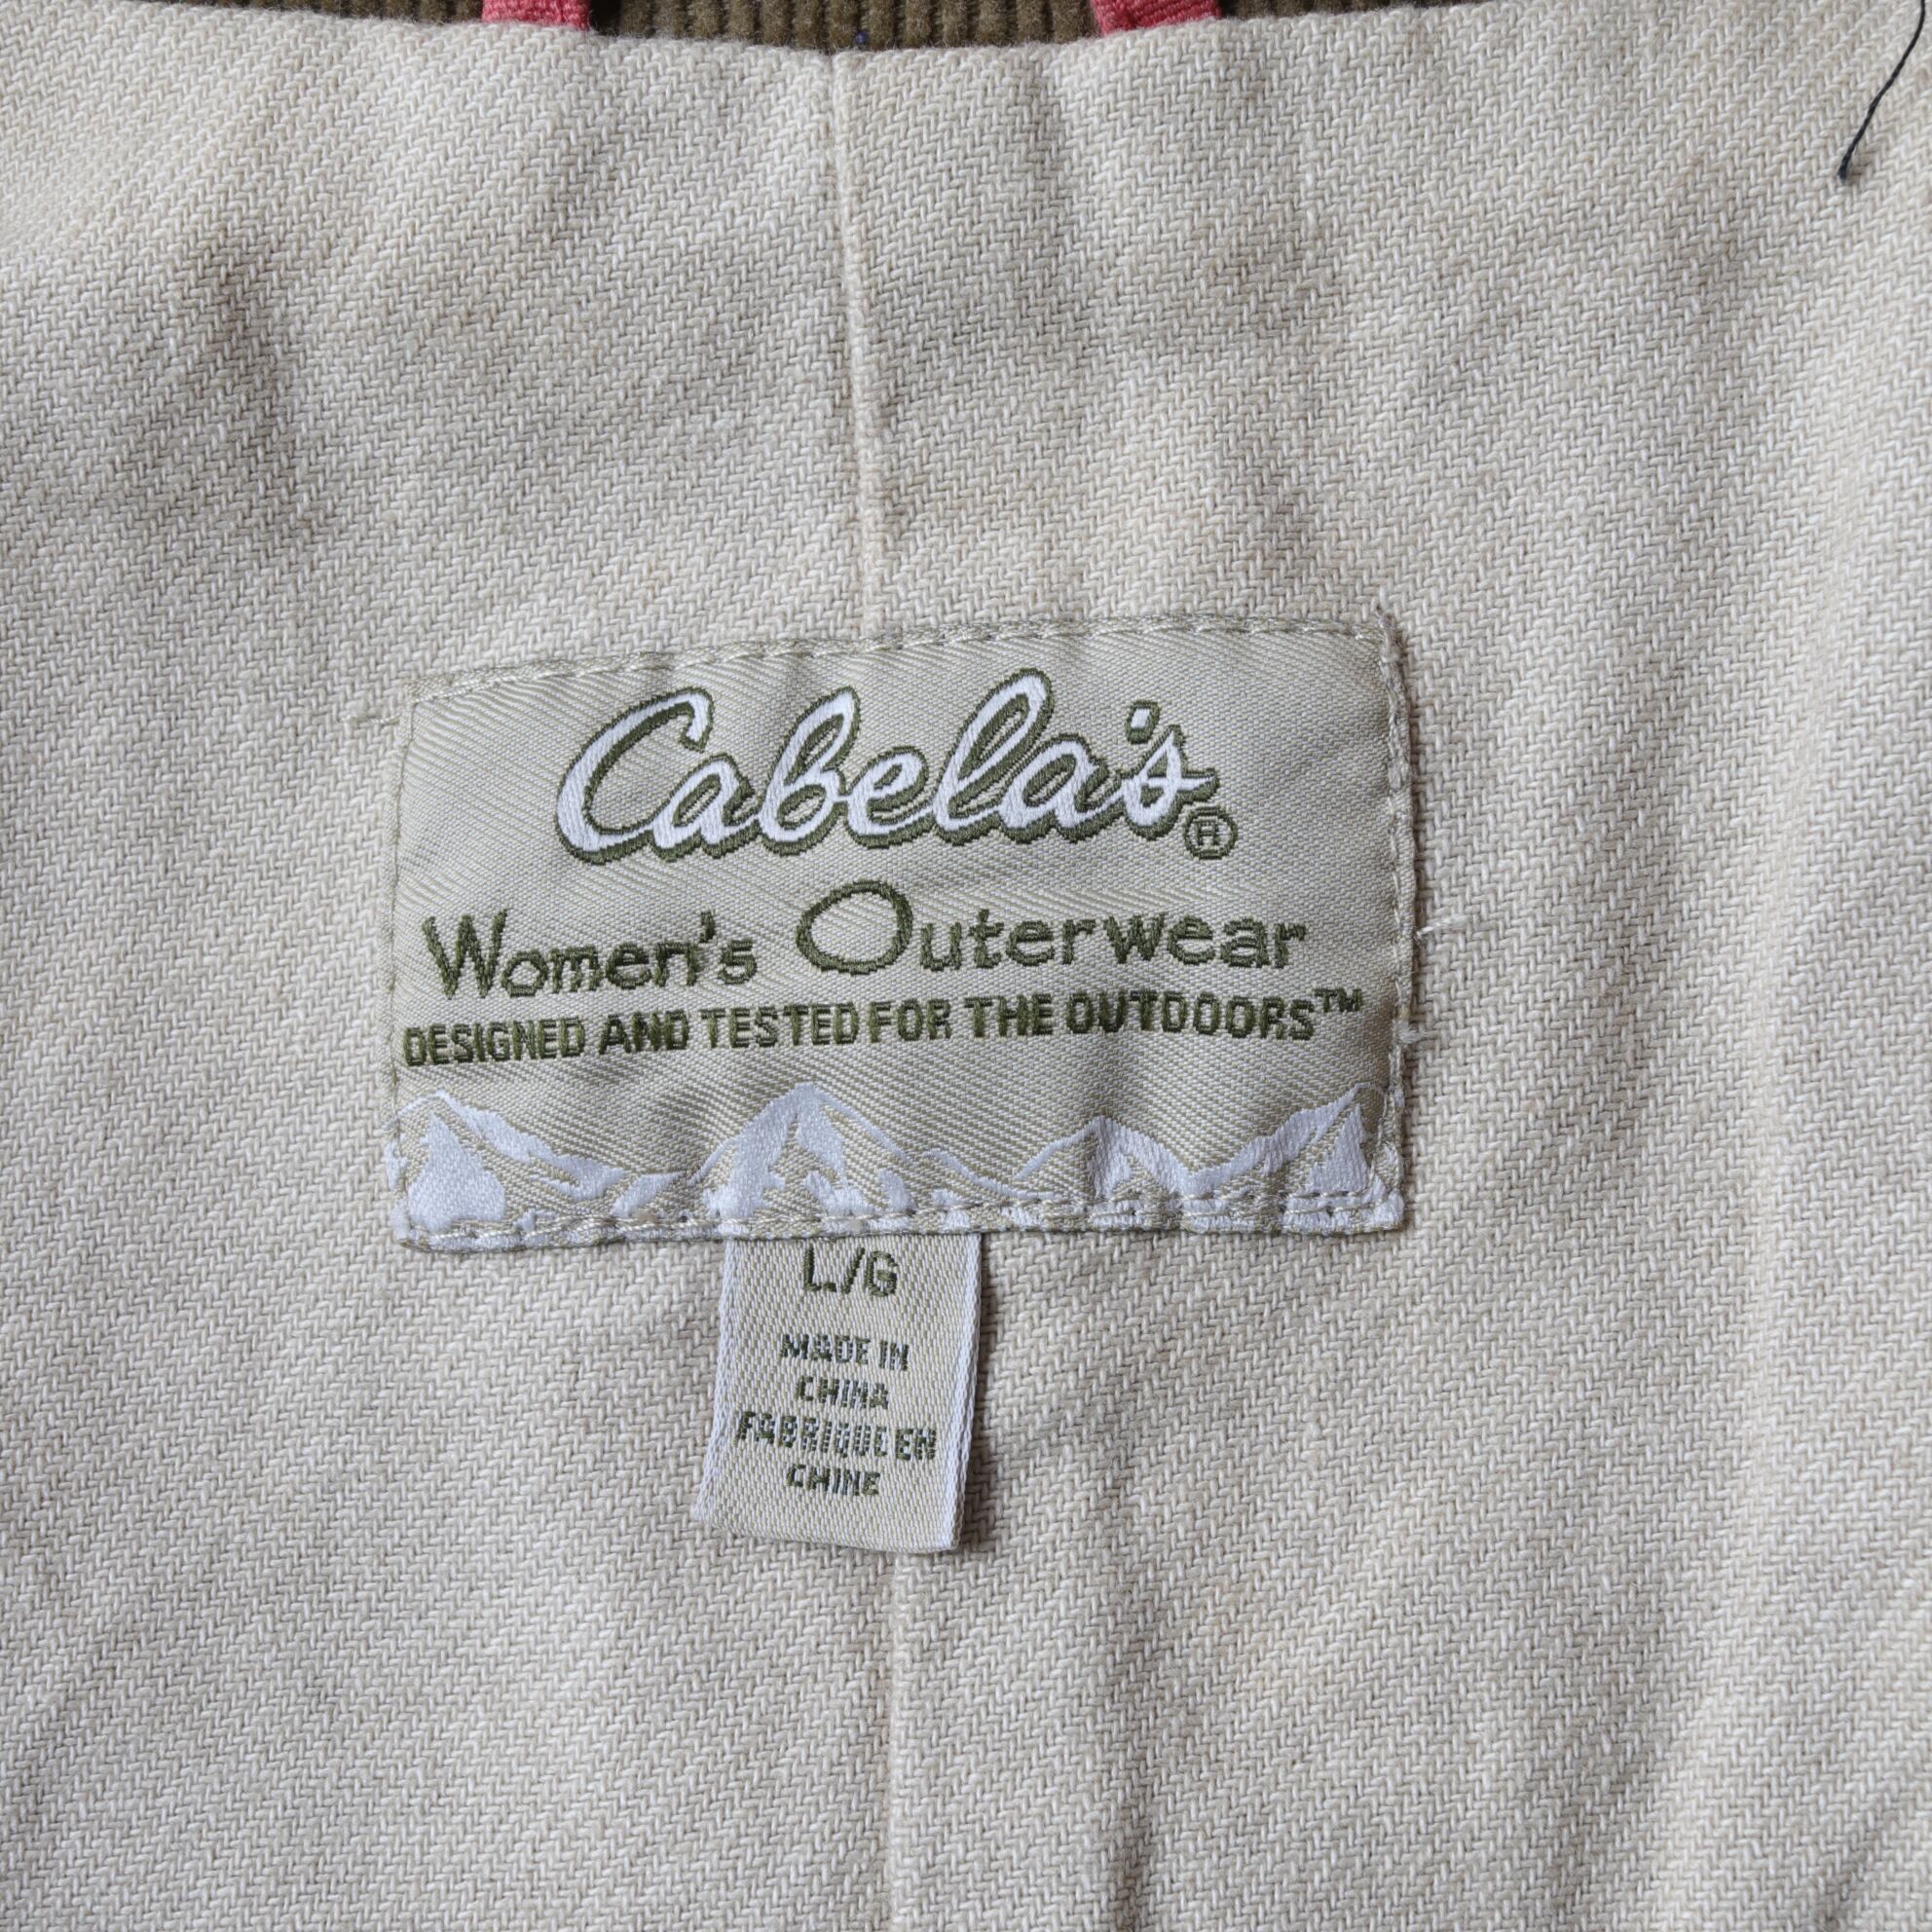 Cabela's®
Women's Outerwear
DESIGNED AND TESTED FOR THE OUTDOORS™
L/G
MADE IN
CHINA
FABRIQUE EN
CHINE